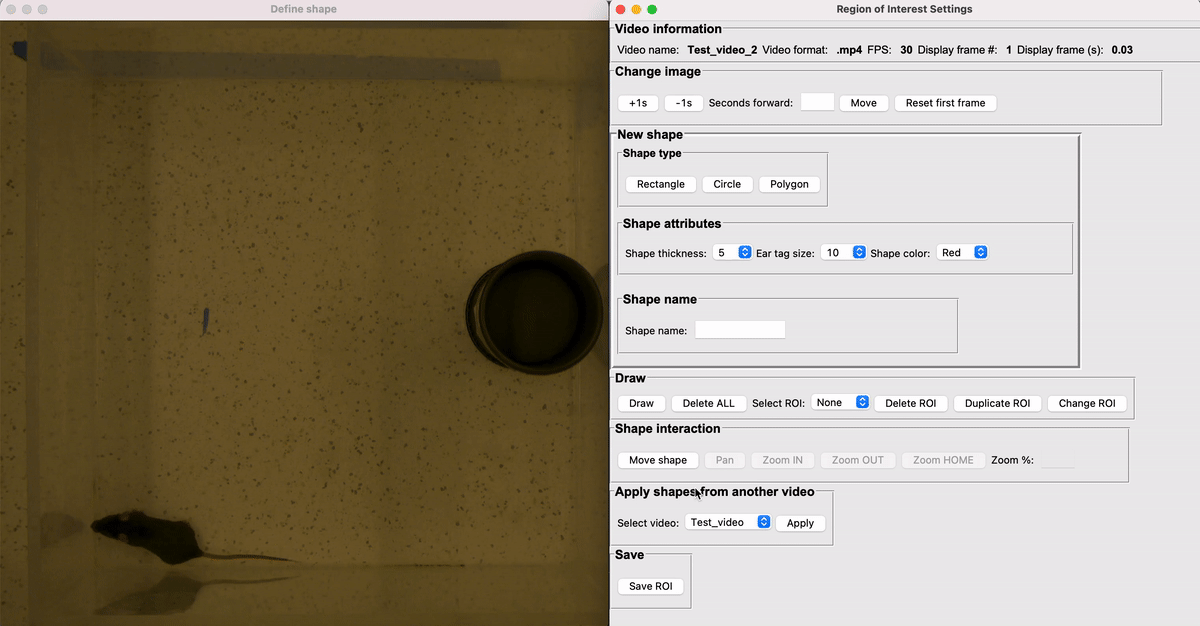 Define shape
Region of Interest Settings
Video information
Video name: Test_video_2 Video format: .mp4 FPS: 30 Display frame #: 1 Display frame (s): 0.03
Change image
+1s -1s Seconds forward: Move Reset first frame
New shape
Shape type
Rectangle Circle Polygon
Shape attributes
Shape thickness: 5 Ear tag size: 10 Shape color: Red
Shape name
Shape name:
Draw
Draw Delete ALL Select ROI: None Delete ROI Duplicate ROI Change ROI
Shape interaction
Move shape Pan Zoom IN Zoom OUT Zoom HOME Zoom %:
Apply shapes from another video
Select video: Test_video Apply
Save
Save ROI